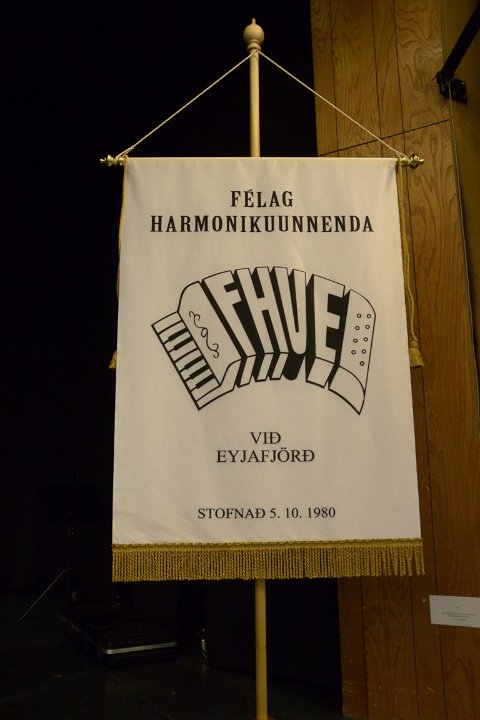 FÉLAG
HARMONIKUUNNENDA
FHUE
VIÐ
EYJAFJÖRÐ
STOFNAÐ 5. 10. 1980